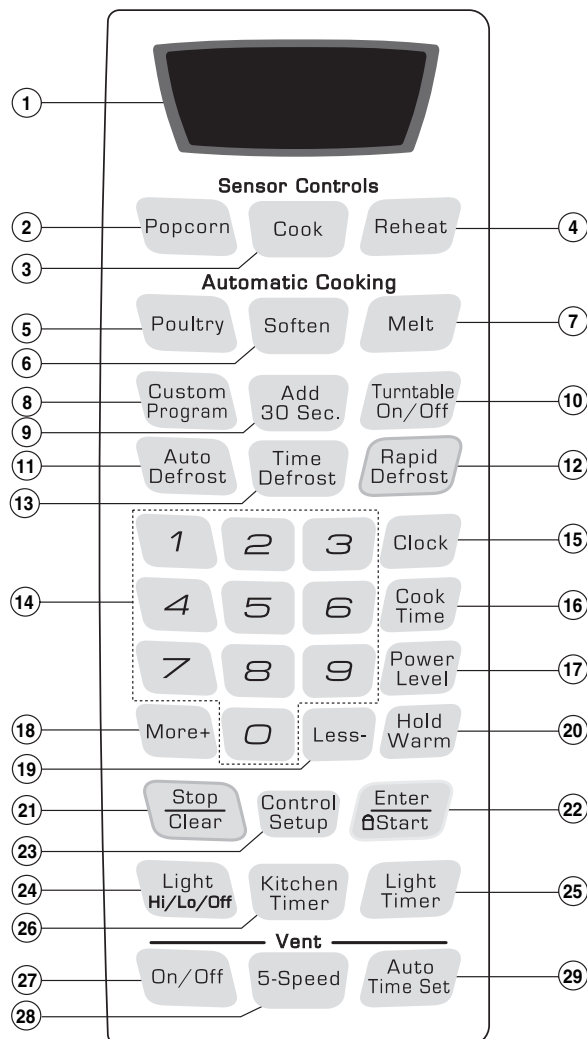 1
Sensor Controls
2 Popcorn Cook Reheat 4
3
Automatic Cooking
5 Poultry Soften Melt 7
6
8 Custom Program Add 30 Sec. Turntable On/Off 10
9
11 Auto Defrost Time Defrost Rapid Defrost 12
13
1 2 3 Clock 15
14 4 5 6 Cook Time 16
7 8 9 Power Level 17
18 More+ 0 Less- Hold Warm 20
19
21 Stop Clear Control Setup Enter Start 22
23
24 Light Hi/Lo/Off Kitchen Timer Light Timer 25
26
Vent
27 On/Off 5-Speed Auto Time Set 29
28